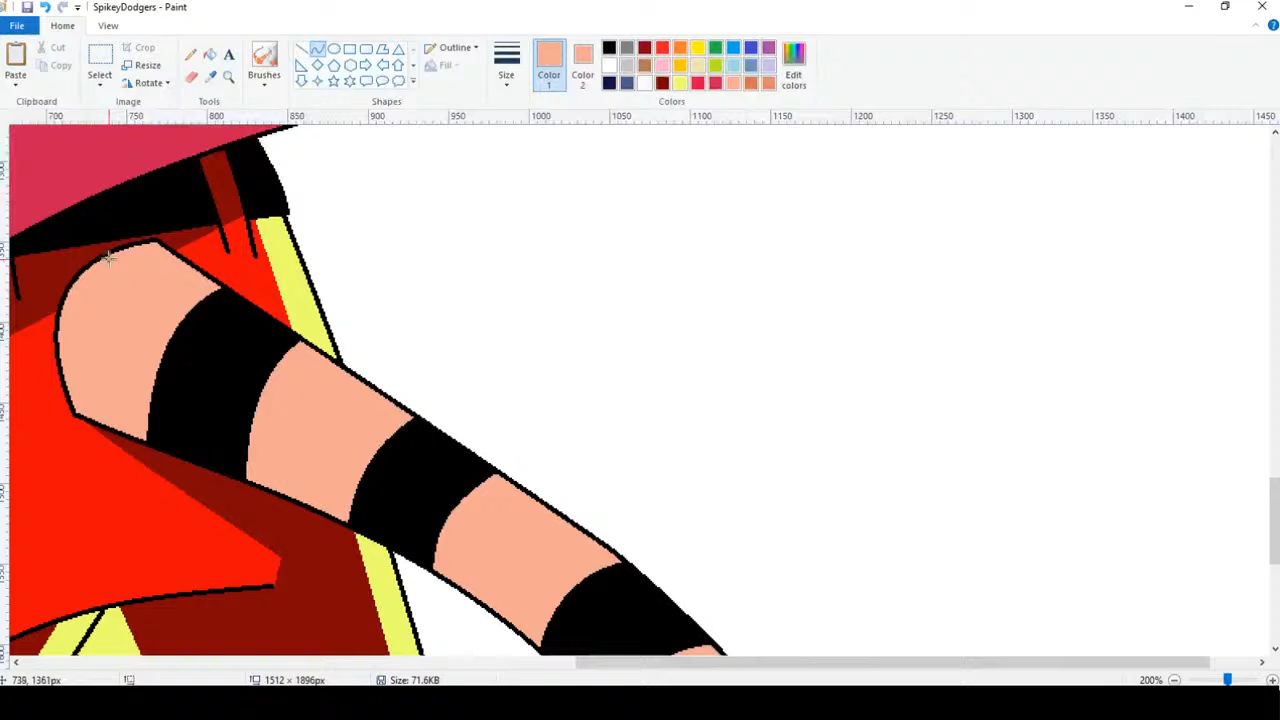 SpikeyDodgers - Paint
File Home View
Paste
Cut
Copy
Clipboard
Select
Crop
Resize
Rotate
Image
A
Tools
Brushes
Shapes
Outline
Fill
Size
Color 1
Color 2
Colors
Edit colors
700 750 800 850 900 950 1000 1050 1100 1150 1200 1250 1300 1350 1400 1450
738, 1361px
1512 × 1896px
Size: 71.6KB
200%